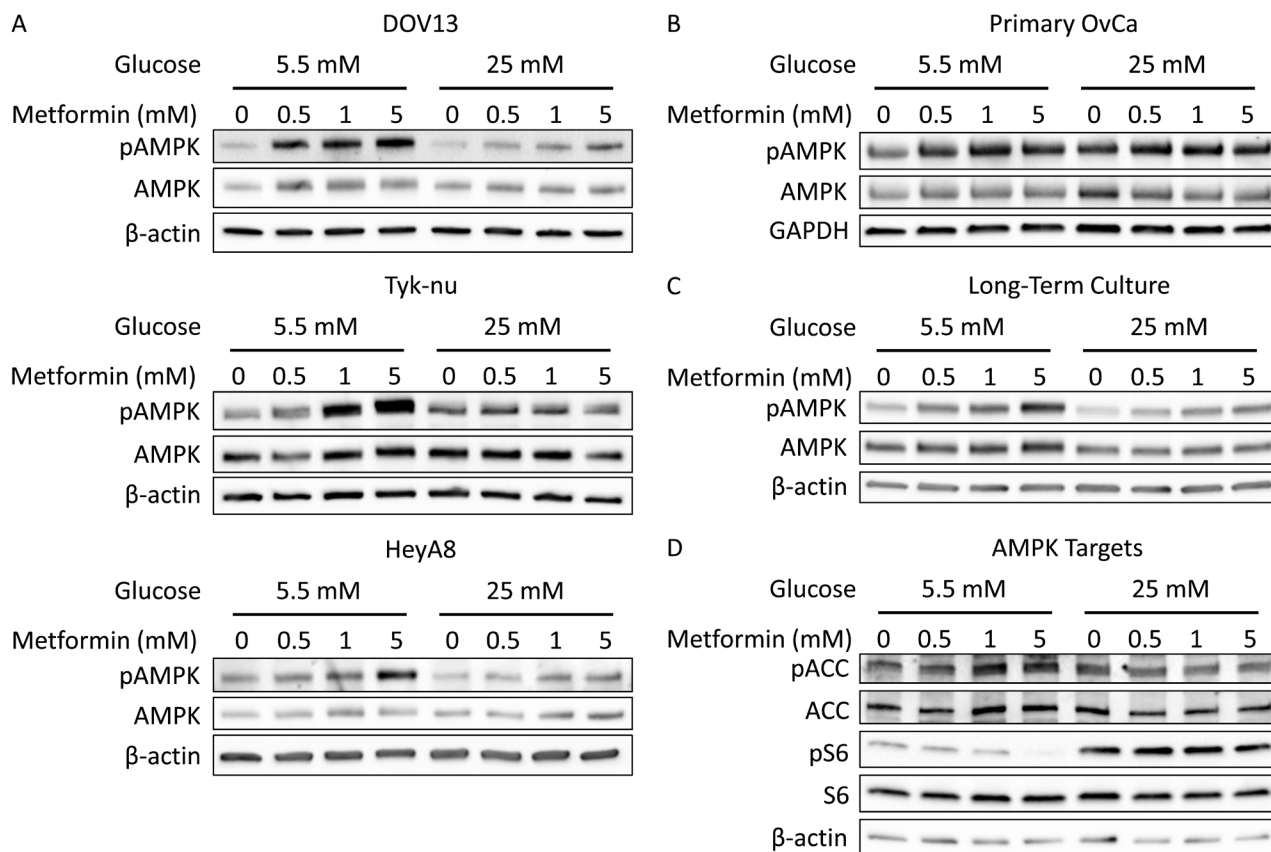 A
DOV13
Glucose 5.5 mM 25 mM
Metformin (mM) 0 0.5 1 5 0 0.5 1 5
pAMPK
AMPK
β-actin
Tyk-nu
Glucose 5.5 mM 25 mM
Metformin (mM) 0 0.5 1 5 0 0.5 1 5
pAMPK
AMPK
β-actin
HeyA8
Glucose 5.5 mM 25 mM
Metformin (mM) 0 0.5 1 5 0 0.5 1 5
pAMPK
AMPK
β-actin
B
Primary OvCa
Glucose 5.5 mM 25 mM
Metformin (mM) 0 0.5 1 5 0 0.5 1 5
pAMPK
AMPK
GAPDH
C
Long-Term Culture
Glucose 5.5 mM 25 mM
Metformin (mM) 0 0.5 1 5 0 0.5 1 5
pAMPK
AMPK
β-actin
D
AMPK Targets
Glucose 5.5 mM 25 mM
Metformin (mM) 0 0.5 1 5 0 0.5 1 5
pACC
ACC
pS6
S6
β-actin